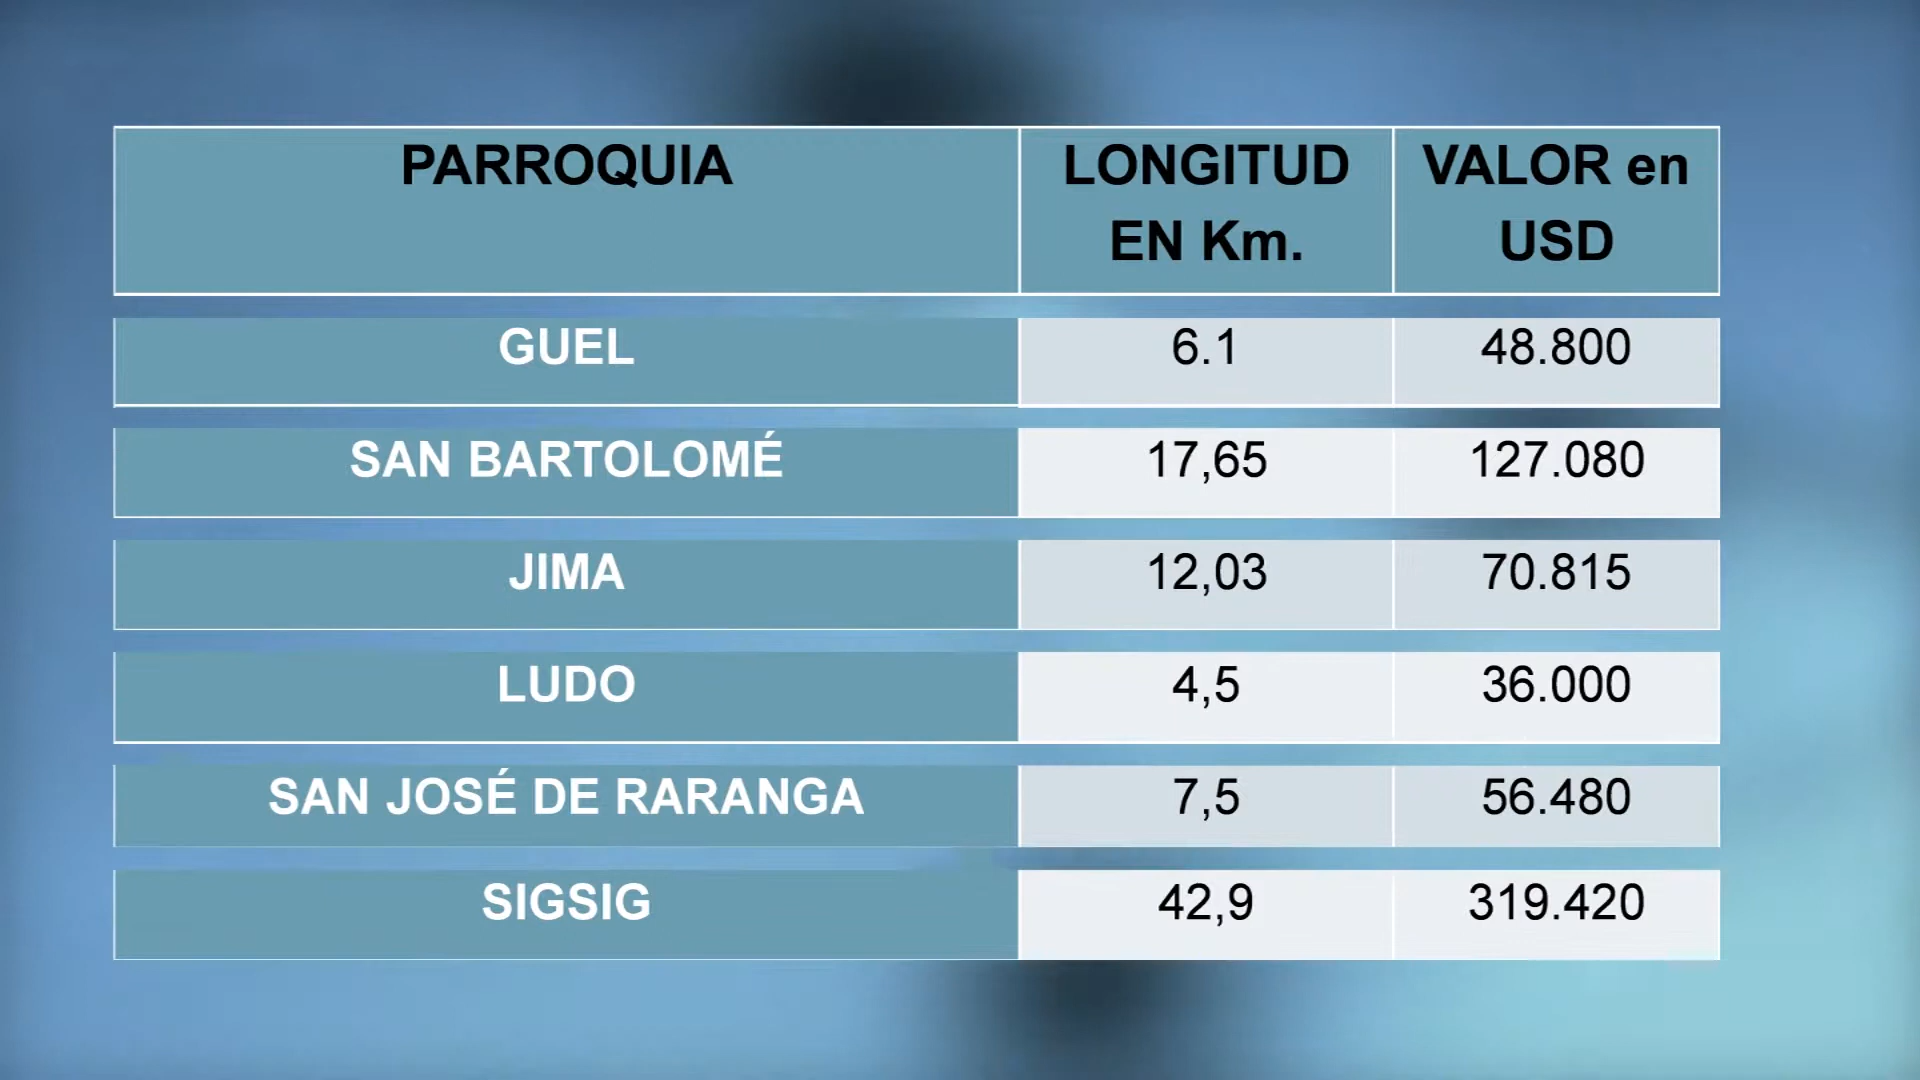 PARROQUIA LONGITUD EN Km. VALOR en USD
GUEL 6.1 48.800
SAN BARTOLOMÉ 17,65 127.080
JIMA 12,03 70.815
LUDO 4,5 36.000
SAN JOSÉ DE RARANGA 7,5 56.480
SIGSIG 42,9 319.420